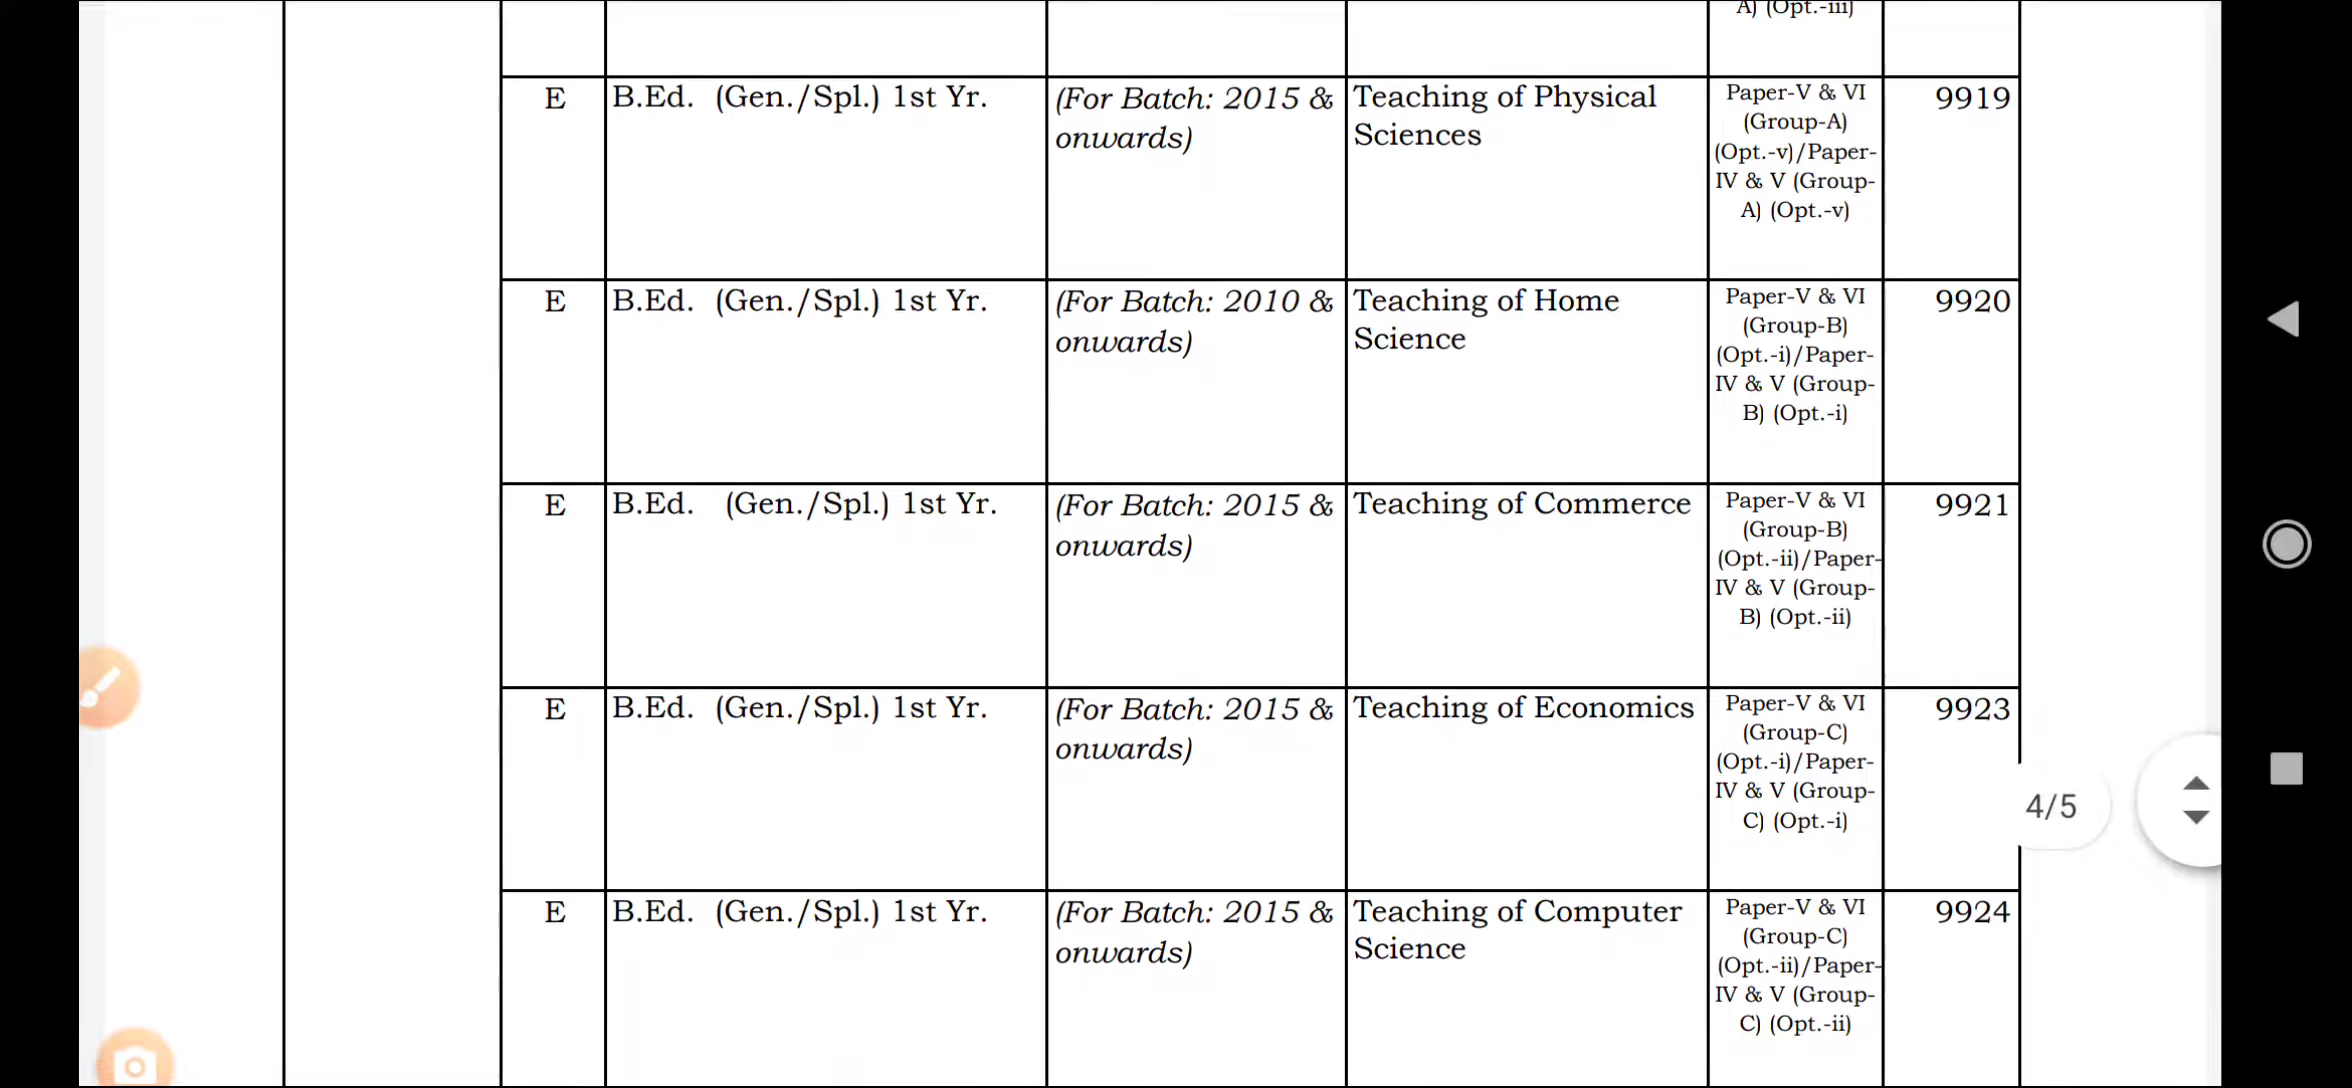 A) (Opt.-iii)
E B.Ed. (Gen./Spl.) 1st Yr. (For Batch: 2015 & onwards) Teaching of Physical Sciences Paper-V & VI (Group-A) (Opt.-v)/Paper-IV & V (Group-A) (Opt.-v) 9919
E B.Ed. (Gen./Spl.) 1st Yr. (For Batch: 2010 & onwards) Teaching of Home Science Paper-V & VI (Group-B) (Opt.-i)/Paper-IV & V (Group-B) (Opt.-i) 9920
E B.Ed. (Gen./Spl.) 1st Yr. (For Batch: 2015 & onwards) Teaching of Commerce Paper-V & VI (Group-B) (Opt.-ii)/Paper-IV & V (Group-B) (Opt.-ii) 9921
E B.Ed. (Gen./Spl.) 1st Yr. (For Batch: 2015 & onwards) Teaching of Economics Paper-V & VI (Group-C) (Opt.-i)/Paper-IV & V (Group-C) (Opt.-i) 9923
4/5
E B.Ed. (Gen./Spl.) 1st Yr. (For Batch: 2015 & onwards) Teaching of Computer Science Paper-V & VI (Group-C) (Opt.-ii)/Paper-IV & V (Group-C) (Opt.-ii) 9924